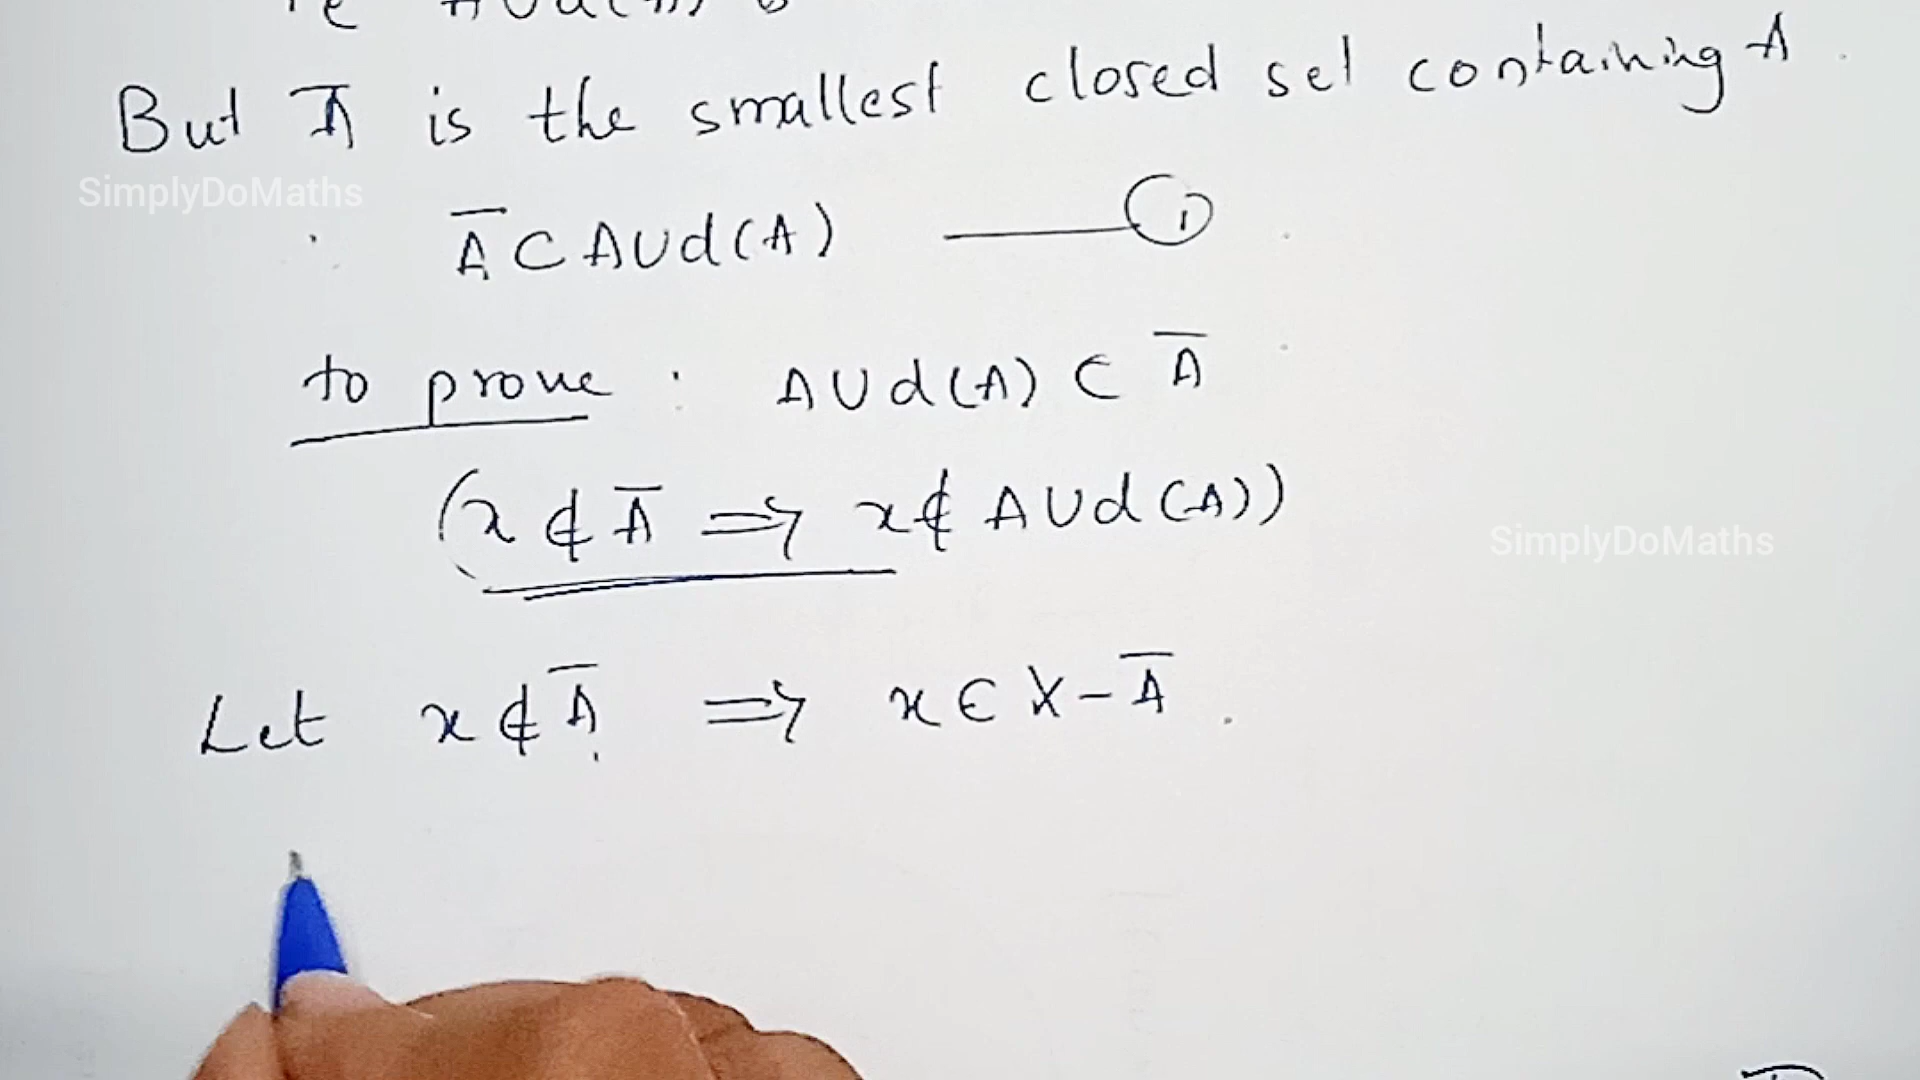 A∪d(A)
But A̅ is the smallest closed set containing A.
SimplyDoMaths
∴ A̅ ⊂ A∪d(A) —— ①
to prove : A∪d(A) ⊂ A̅
(x ∉ A̅ ⇒ x ∉ A∪d(A))
SimplyDoMaths
Let x ∉ A̅ ⇒ x ∈ X – A̅.